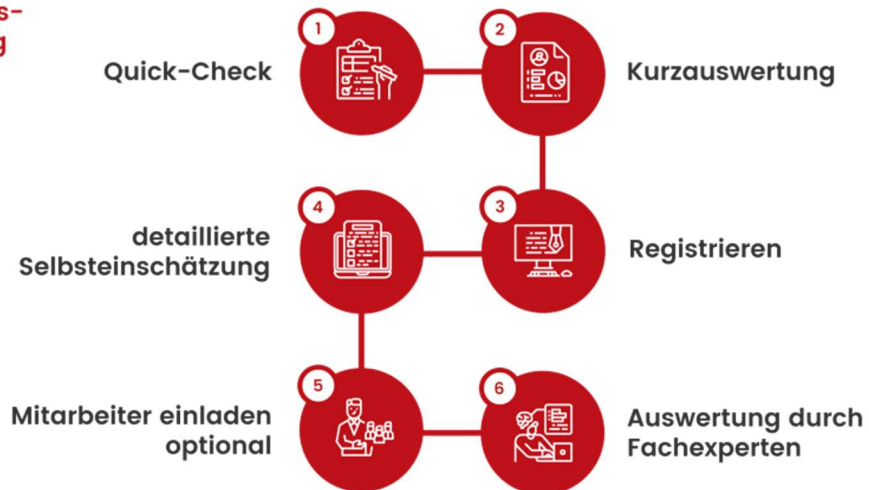 s-
g
1
Quick-Check
2
Kurzauswertung
3
Registrieren
4
detaillierte
Selbsteinschätzung
5
Mitarbeiter einladen
optional
6
Auswertung durch
Fachexperten